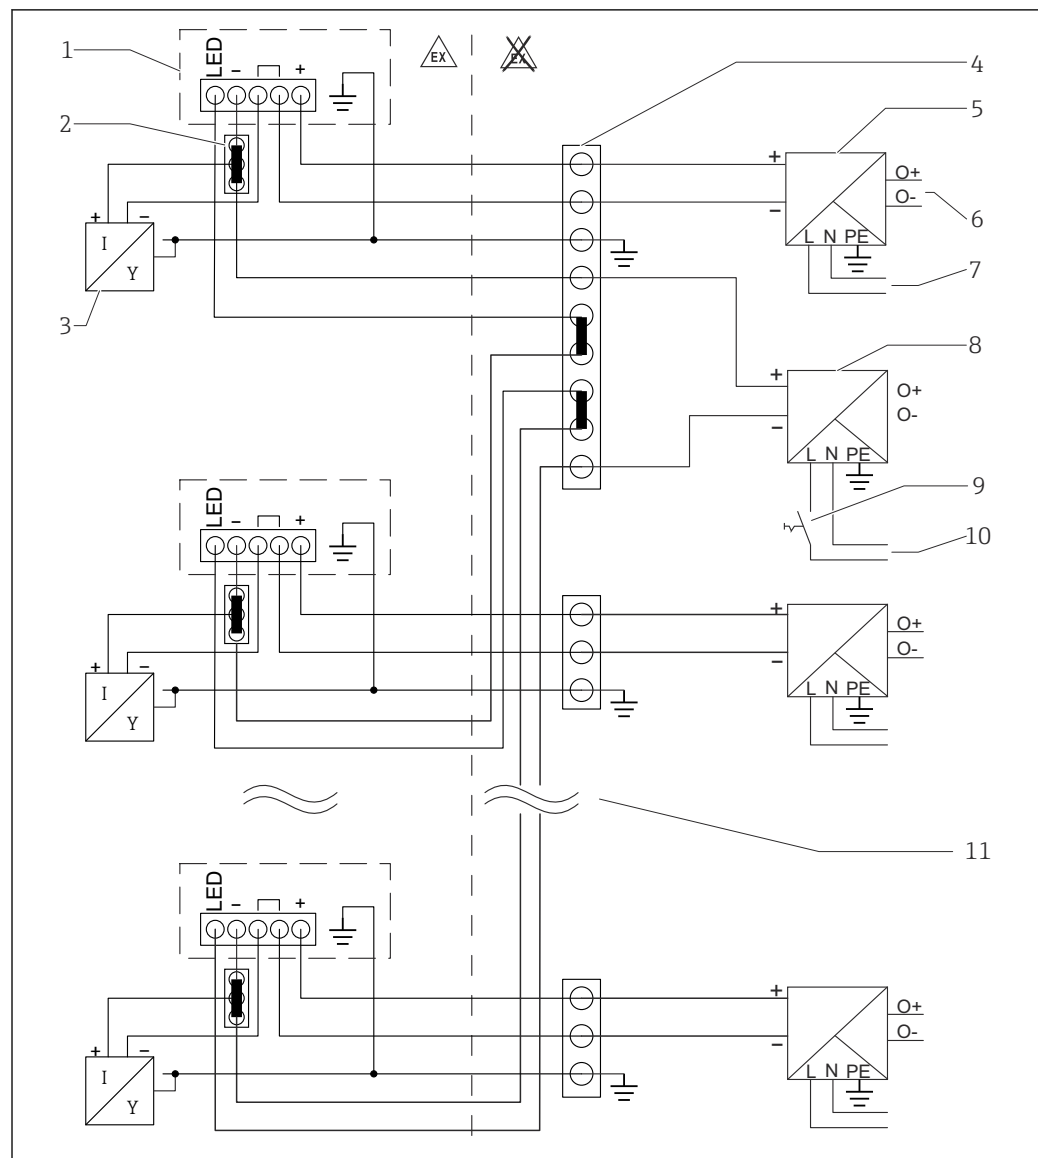 1
LED
-
+
EX
EX
4
2
5
+
-
O+
O-
6
L N PE
7
+ -
I
Y
3
8
+
-
O+
O-
L N PE
9
10
LED
-
+
+
-
O+
O-
L N PE
+ -
I
Y
11
LED
-
+
+
-
O+
O-
L N PE
+ -
I
Y